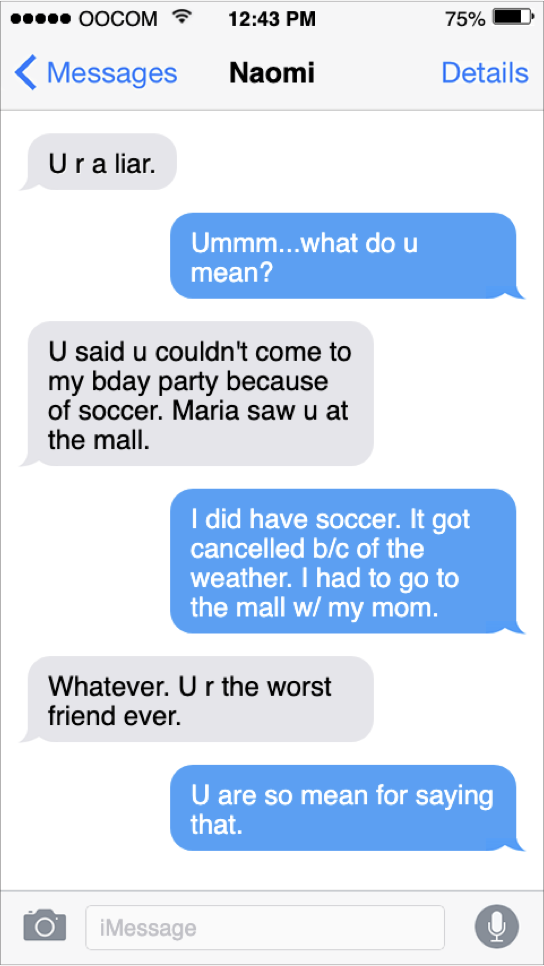 OOCOM 12:43 PM 75%
Messages Naomi Details
U r a liar.
Ummm...what do u
mean?
U said u couldn't come to
my bday party because
of soccer. Maria saw u at
the mall.
I did have soccer. It got
cancelled b/c of the
weather. I had to go to
the mall w/ my mom.
Whatever. U r the worst
friend ever.
U are so mean for saying
that.
iMessage